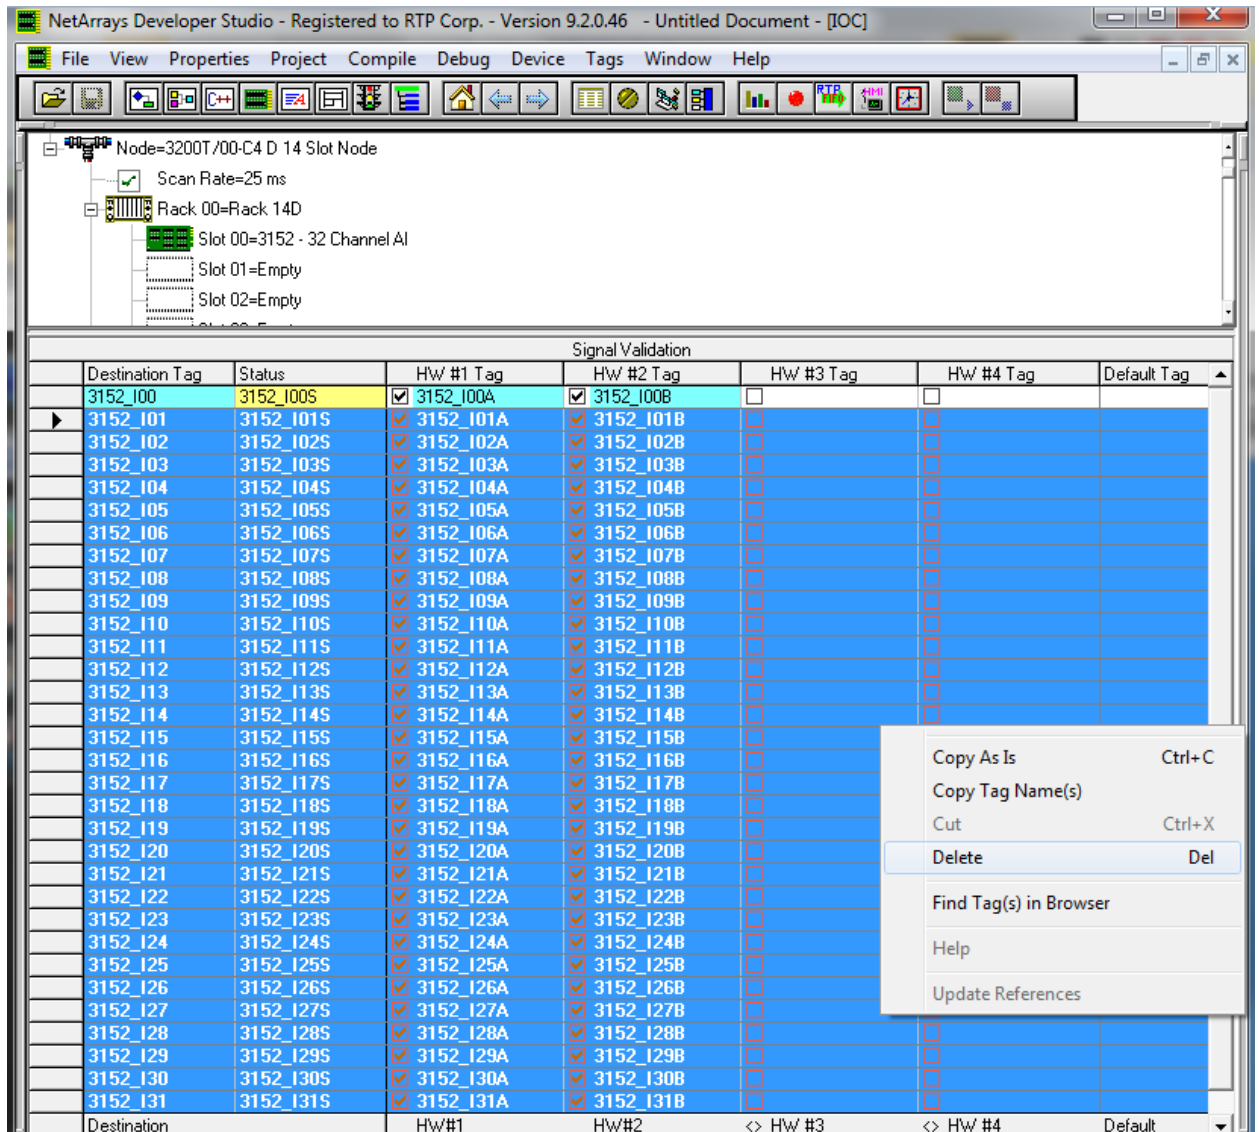 NetArrays Developer Studio - Registered to RTP Corp. - Version 9.2.0.46 - Untitled Document - [IOC]
File View Properties Project Compile Debug Device Tags Window Help
C++ RTP FIFO HMI
Node=3200T/00-C4 D 14 Slot Node
Scan Rate=25 ms
Rack 00=Rack 14D
Slot 00=3152 - 32 Channel AI
Slot 01=Empty
Slot 02=Empty
Signal Validation
Destination Tag Status HW #1 Tag HW #2 Tag HW #3 Tag HW #4 Tag Default Tag
3152_I00 3152_I00S 3152_I00A 3152_I00B
3152_I01 3152_I01S 3152_I01A 3152_I01B
3152_I02 3152_I02S 3152_I02A 3152_I02B
3152_I03 3152_I03S 3152_I03A 3152_I03B
3152_I04 3152_I04S 3152_I04A 3152_I04B
3152_I05 3152_I05S 3152_I05A 3152_I05B
3152_I06 3152_I06S 3152_I06A 3152_I06B
3152_I07 3152_I07S 3152_I07A 3152_I07B
3152_I08 3152_I08S 3152_I08A 3152_I08B
3152_I09 3152_I09S 3152_I09A 3152_I09B
3152_I10 3152_I10S 3152_I10A 3152_I10B
3152_I11 3152_I11S 3152_I11A 3152_I11B
3152_I12 3152_I12S 3152_I12A 3152_I12B
3152_I13 3152_I13S 3152_I13A 3152_I13B
3152_I14 3152_I14S 3152_I14A 3152_I14B
3152_I15 3152_I15S 3152_I15A 3152_I15B
3152_I16 3152_I16S 3152_I16A 3152_I16B
3152_I17 3152_I17S 3152_I17A 3152_I17B
3152_I18 3152_I18S 3152_I18A 3152_I18B
3152_I19 3152_I19S 3152_I19A 3152_I19B
3152_I20 3152_I20S 3152_I20A 3152_I20B
3152_I21 3152_I21S 3152_I21A 3152_I21B
3152_I22 3152_I22S 3152_I22A 3152_I22B
3152_I23 3152_I23S 3152_I23A 3152_I23B
3152_I24 3152_I24S 3152_I24A 3152_I24B
3152_I25 3152_I25S 3152_I25A 3152_I25B
3152_I26 3152_I26S 3152_I26A 3152_I26B
3152_I27 3152_I27S 3152_I27A 3152_I27B
3152_I28 3152_I28S 3152_I28A 3152_I28B
3152_I29 3152_I29S 3152_I29A 3152_I29B
3152_I30 3152_I30S 3152_I30A 3152_I30B
3152_I31 3152_I31S 3152_I31A 3152_I31B
Destination HW#1 HW#2 <> HW #3 <> HW #4 Default
Copy As Is Ctrl+C
Copy Tag Name(s)
Cut Ctrl+X
Delete Del
Find Tag(s) in Browser
Help
Update References